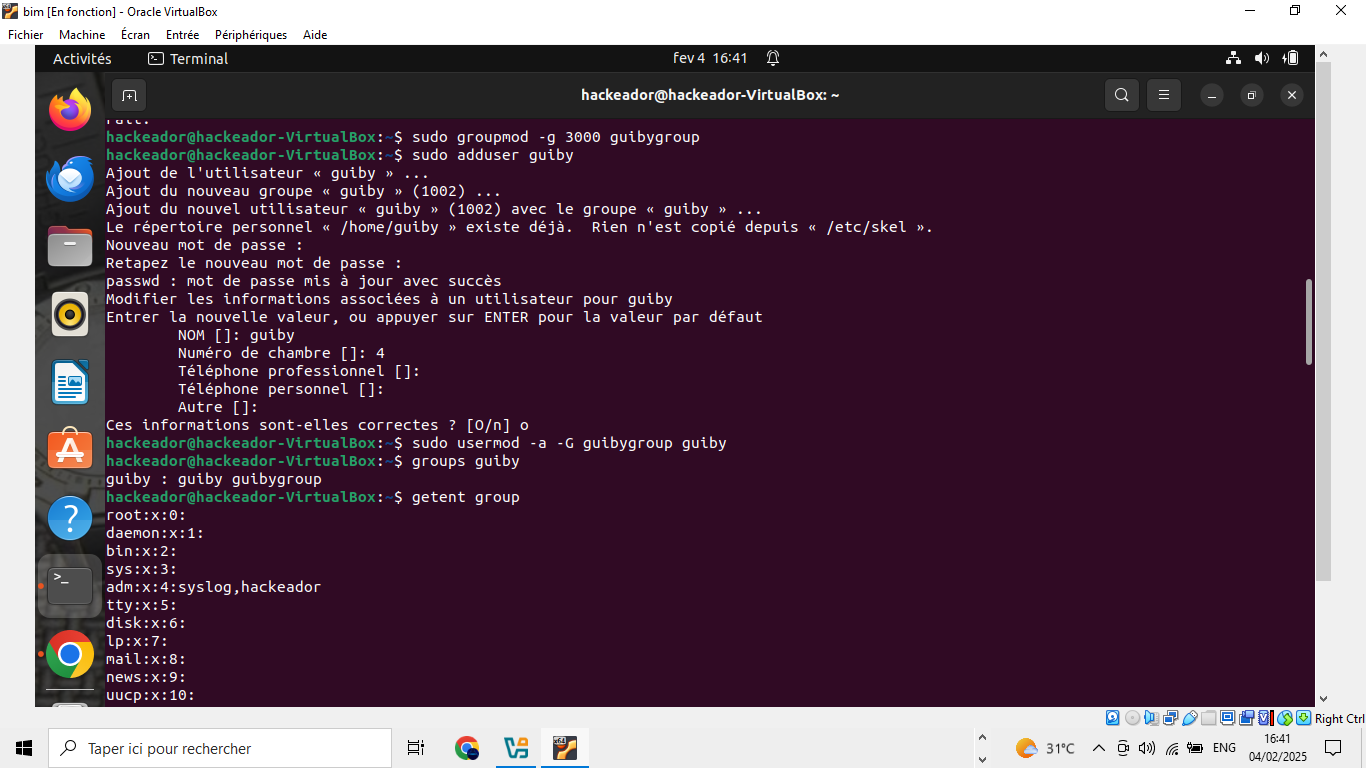 bim [En fonction] - Oracle VirtualBox
Fichier Machine Écran Entrée Périphériques Aide
Activités Terminal fev 4 16:41
hackeador@hackeador-VirtualBox: ~
hackeador@hackeador-VirtualBox:~$ sudo groupmod -g 3000 guibygroup
hackeador@hackeador-VirtualBox:~$ sudo adduser guiby
Ajout de l'utilisateur « guiby » ...
Ajout du nouveau groupe « guiby » (1002) ...
Ajout du nouvel utilisateur « guiby » (1002) avec le groupe « guiby » ...
Le répertoire personnel « /home/guiby » existe déjà.  Rien n'est copié depuis « /etc/skel ».
Nouveau mot de passe :
Retapez le nouveau mot de passe :
passwd : mot de passe mis à jour avec succès
Modifier les informations associées à un utilisateur pour guiby
Entrer la nouvelle valeur, ou appuyer sur ENTER pour la valeur par défaut
NOM []: guiby
Numéro de chambre []: 4
Téléphone professionnel []:
Téléphone personnel []:
Autre []:
Ces informations sont-elles correctes ? [O/n] o
hackeador@hackeador-VirtualBox:~$ sudo usermod -a -G guibygroup guiby
hackeador@hackeador-VirtualBox:~$ groups guiby
guiby : guiby guibygroup
hackeador@hackeador-VirtualBox:~$ getent group
root:x:0:
daemon:x:1:
bin:x:2:
sys:x:3:
adm:x:4:syslog,hackeador
tty:x:5:
disk:x:6:
lp:x:7:
mail:x:8:
news:x:9:
uucp:x:10:
Right Ctrl
Taper ici pour rechercher
31°C
ENG
16:41
04/02/2025